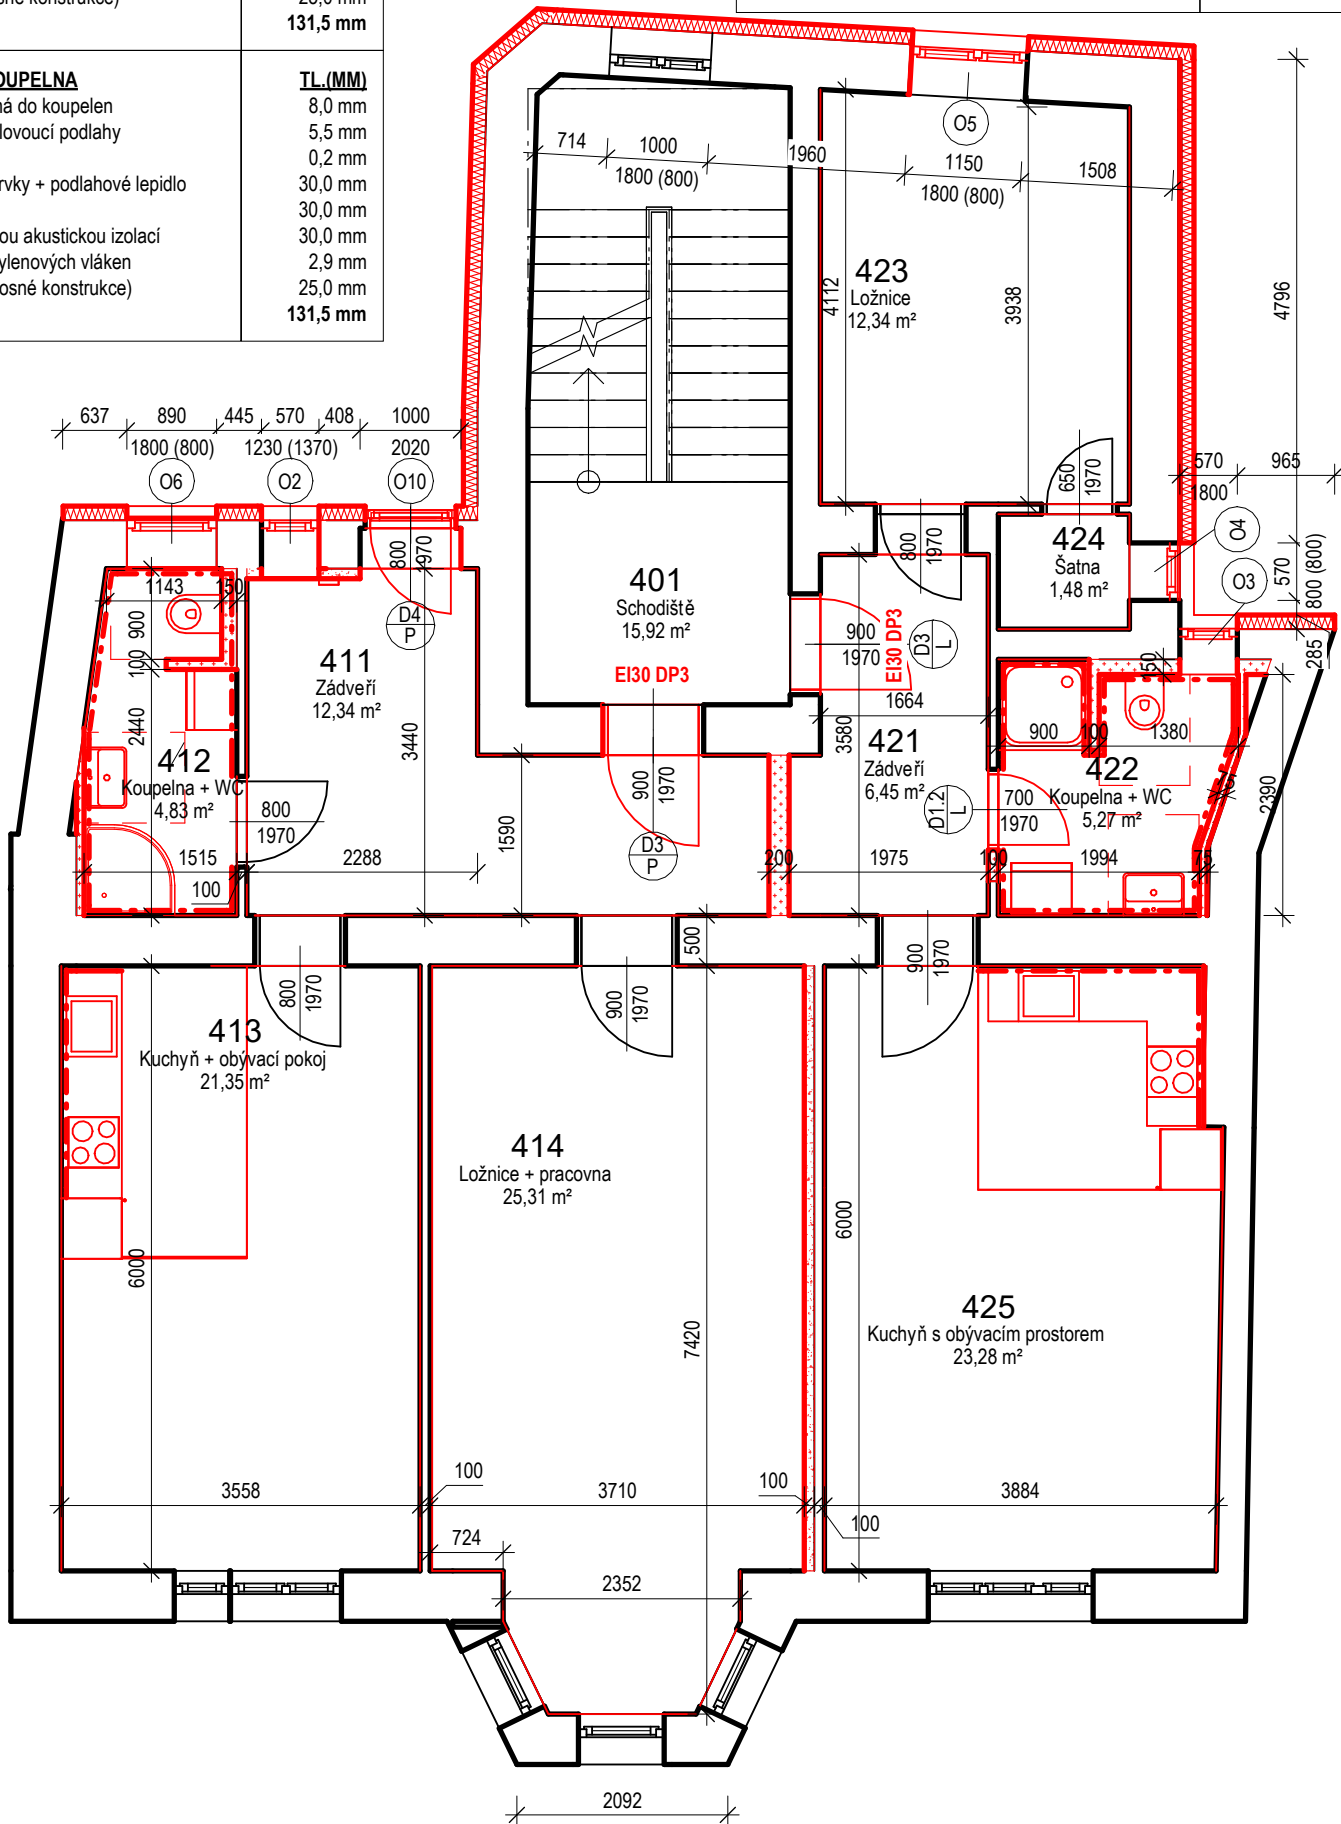 131,5 mm
OUPELNA TL.(MM)
ná do koupelen 8,0 mm
lovoucí podlahy 5,5 mm
0,2 mm
rvky + podlahové lepidlo 30,0 mm
30,0 mm
ou akustickou izolací 30,0 mm
ylenových vláken 2,9 mm
osné konstrukce) 25,0 mm
131,5 mm
714 1000 1960 1150 1508
1800 (800) 1800 (800)
O5
423
Ložnice
12,34 m²
4112
3938
4796
637 890 445 570 408 1000
1800 (800) 1230 (1370) 2020
O6 O2 O10
650
1970
570 965
1800
O4
O3
570
1800 (800)
285
424
Šatna
1,48 m²
800
1970
800
1970
401
Schodiště
15,92 m²
EI30 DP3
900
1970
EI30 DP3
D3
L
D4
P
1143 150
900
100
2440
411
Zádveří
12,34 m²
3440
412
Koupelna + WC
4,83 m²
800
1970
1515 2288
100
1590
900
1970
D3
P
1664
3580
421
Zádveří
6,45 m²
D1.2
L
700
1970
150
900 100 1380
422
Koupelna + WC
5,27 m²
75
2390
200 1975 100 1994 75
500
800
1970
900
1970
900
1970
413
Kuchyň + obývací pokoj
21,35 m²
6000
414
Ložnice + pracovna
25,31 m²
7420
6000
425
Kuchyň s obývacím prostorem
23,28 m²
3558 100 3710 100 3884
100
724
2352
2092